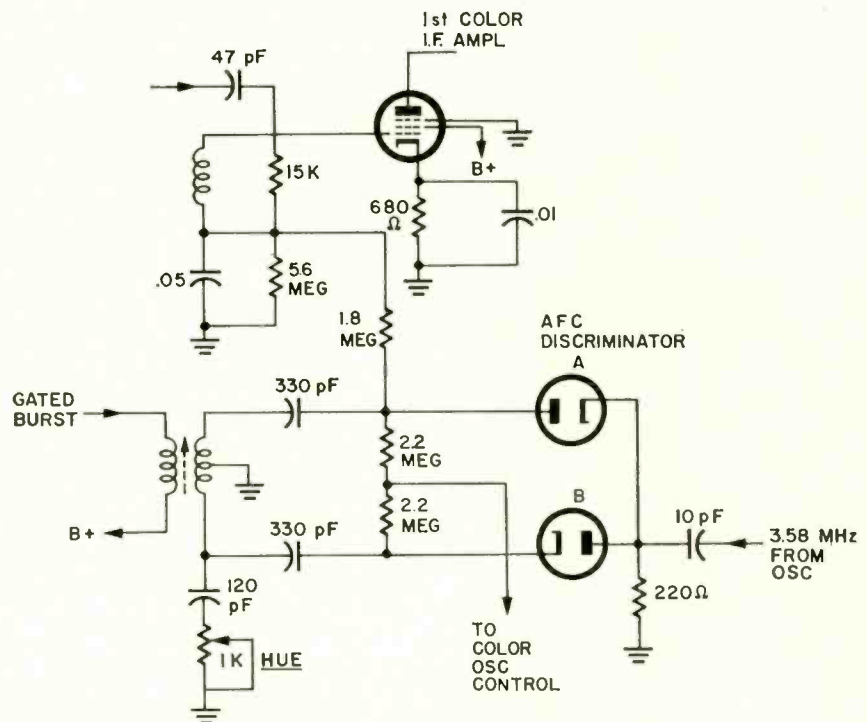 1st COLOR
I.F. AMPL
47 pF
15K
B+
680
Ω
.01
.05
5.6
MEG
1.8
MEG
AFC
DISCRIMINATOR
A
GATED
BURST
330 pF
2.2
MEG
B+
330 pF
2.2
MEG
B
10 pF
3.58 MHz
FROM
OSC
120
pF
220Ω
1K HUE
TO
COLOR
OSC
CONTROL